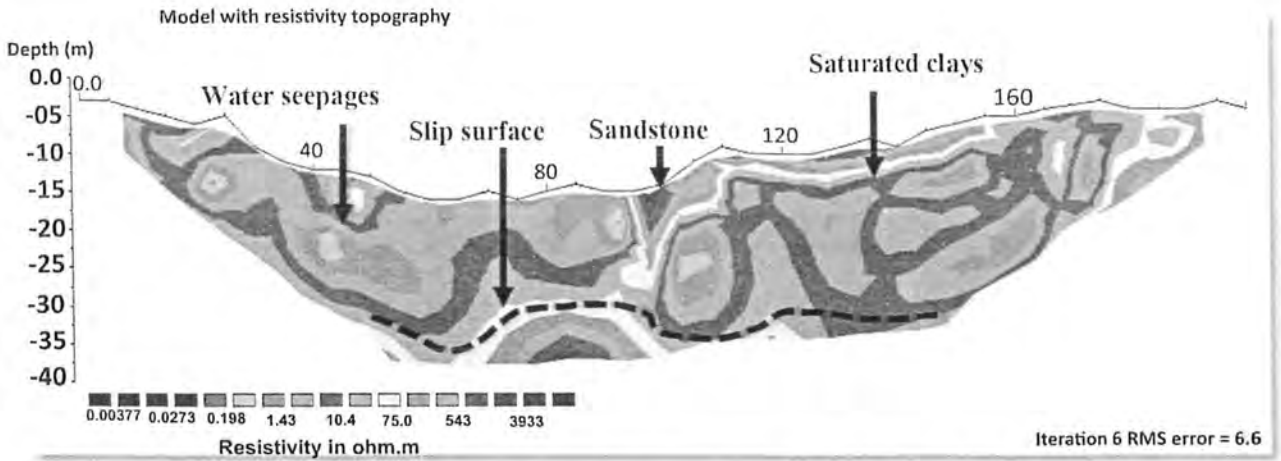 Model with resistivity topography
Depth (m)
0.0
-05
-10
-15
-20
-25
-30
-35
-40
0.0
40
80
120
160
Water seepages
Slip surface
Sandstone
Saturated clays
0.00377 0.0273 0.198 1.43 10.4 75.0 543 3933
Resistivity in ohm.m
Iteration 6 RMS error = 6.6